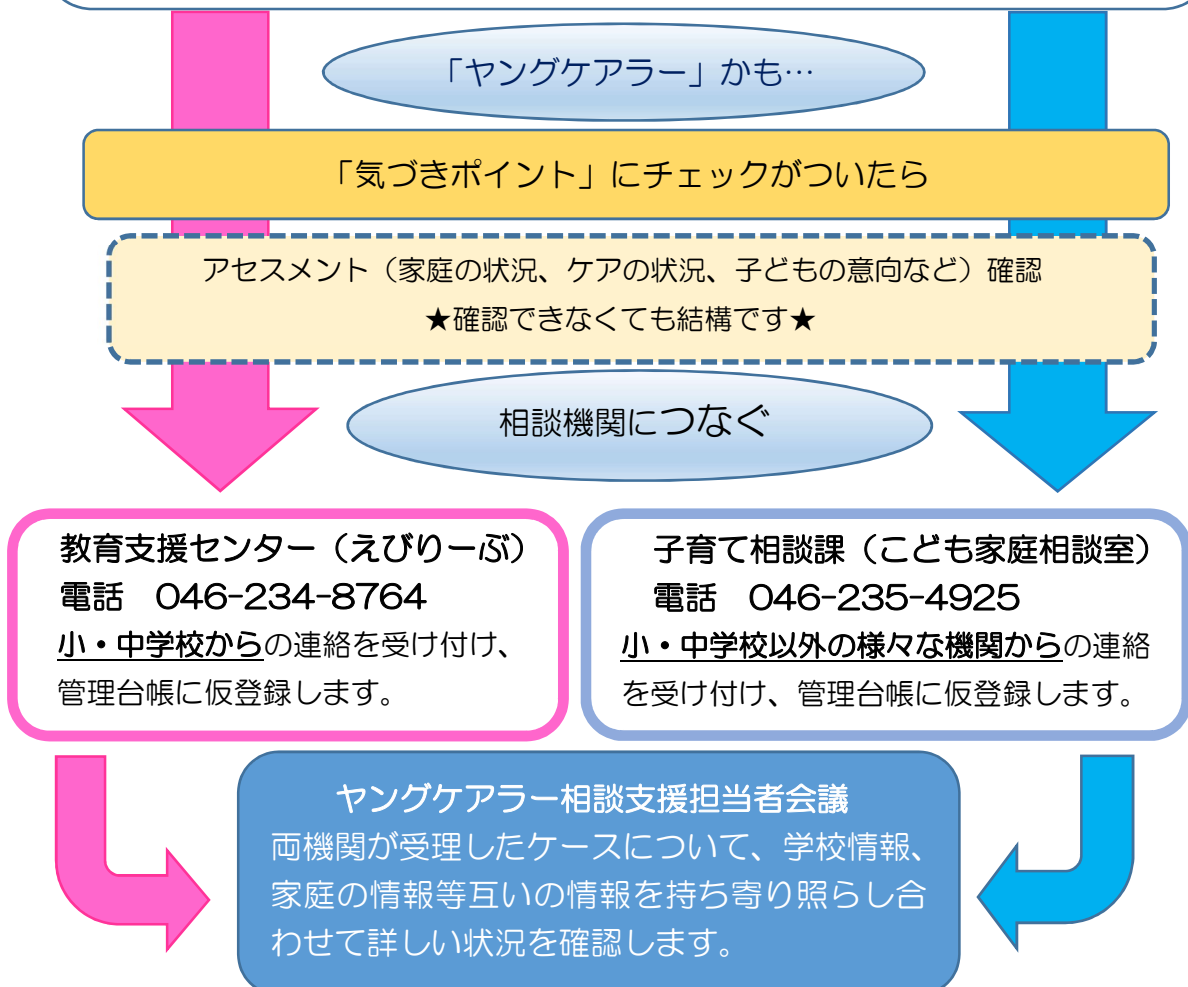 「ヤングケアラー」かも…
「気づきポイント」にチェックがついたら
アセスメント（家庭の状況、ケアの状況、子どもの意向など）確認
★確認できなくても結構です★
相談機関につなぐ
教育支援センター（えびりーぶ）
電話　046-234-8764
小・中学校からの連絡を受け付け、
管理台帳に仮登録します。
子育て相談課（こども家庭相談室）
電話　046-235-4925
小・中学校以外の様々な機関からの連絡
を受け付け、管理台帳に仮登録します。
ヤングケアラー相談支援担当者会議
両機関が受理したケースについて、学校情報、
家庭の情報等互いの情報を持ち寄り照らし合
わせて詳しい状況を確認します。